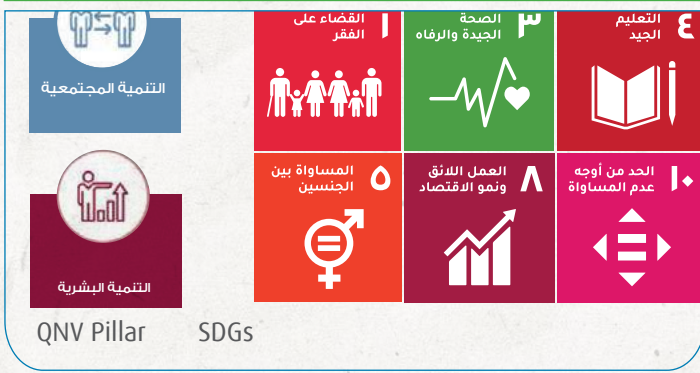 ١ القضاء على
الفقر
٣ الصحة
الجيدة والرفاه
٤ التعليم
الجيد
التنمية المجتمعية
٥ المساواة بين
الجنسين
٨ العمل اللائق
ونمو الاقتصاد
١٠ الحد من أوجه
عدم المساواة
التنمية البشرية
QNV Pillar
SDGs